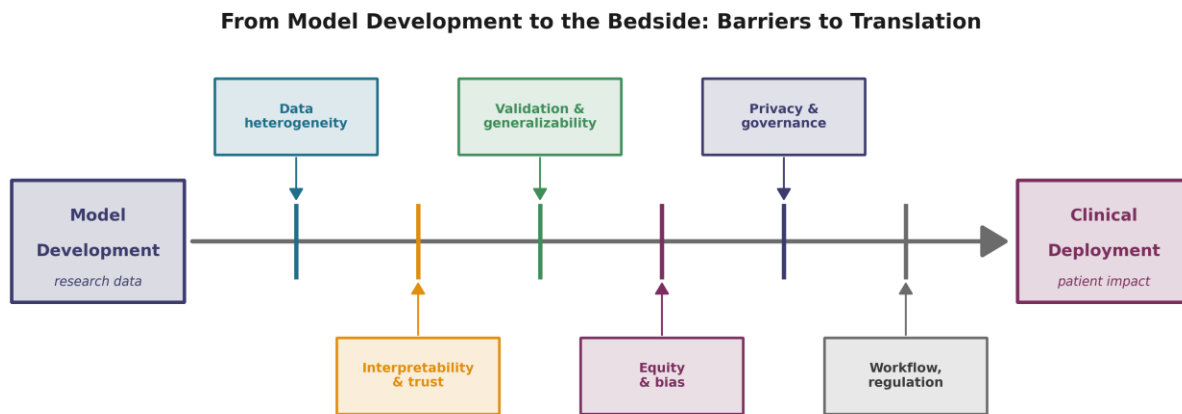 From Model Development to the Bedside: Barriers to Translation
Data
heterogeneity
Validation &
generalizability
Privacy &
governance
Model
Development
research data
Clinical
Deployment
patient impact
Interpretability
& trust
Equity
& bias
Workflow,
regulation